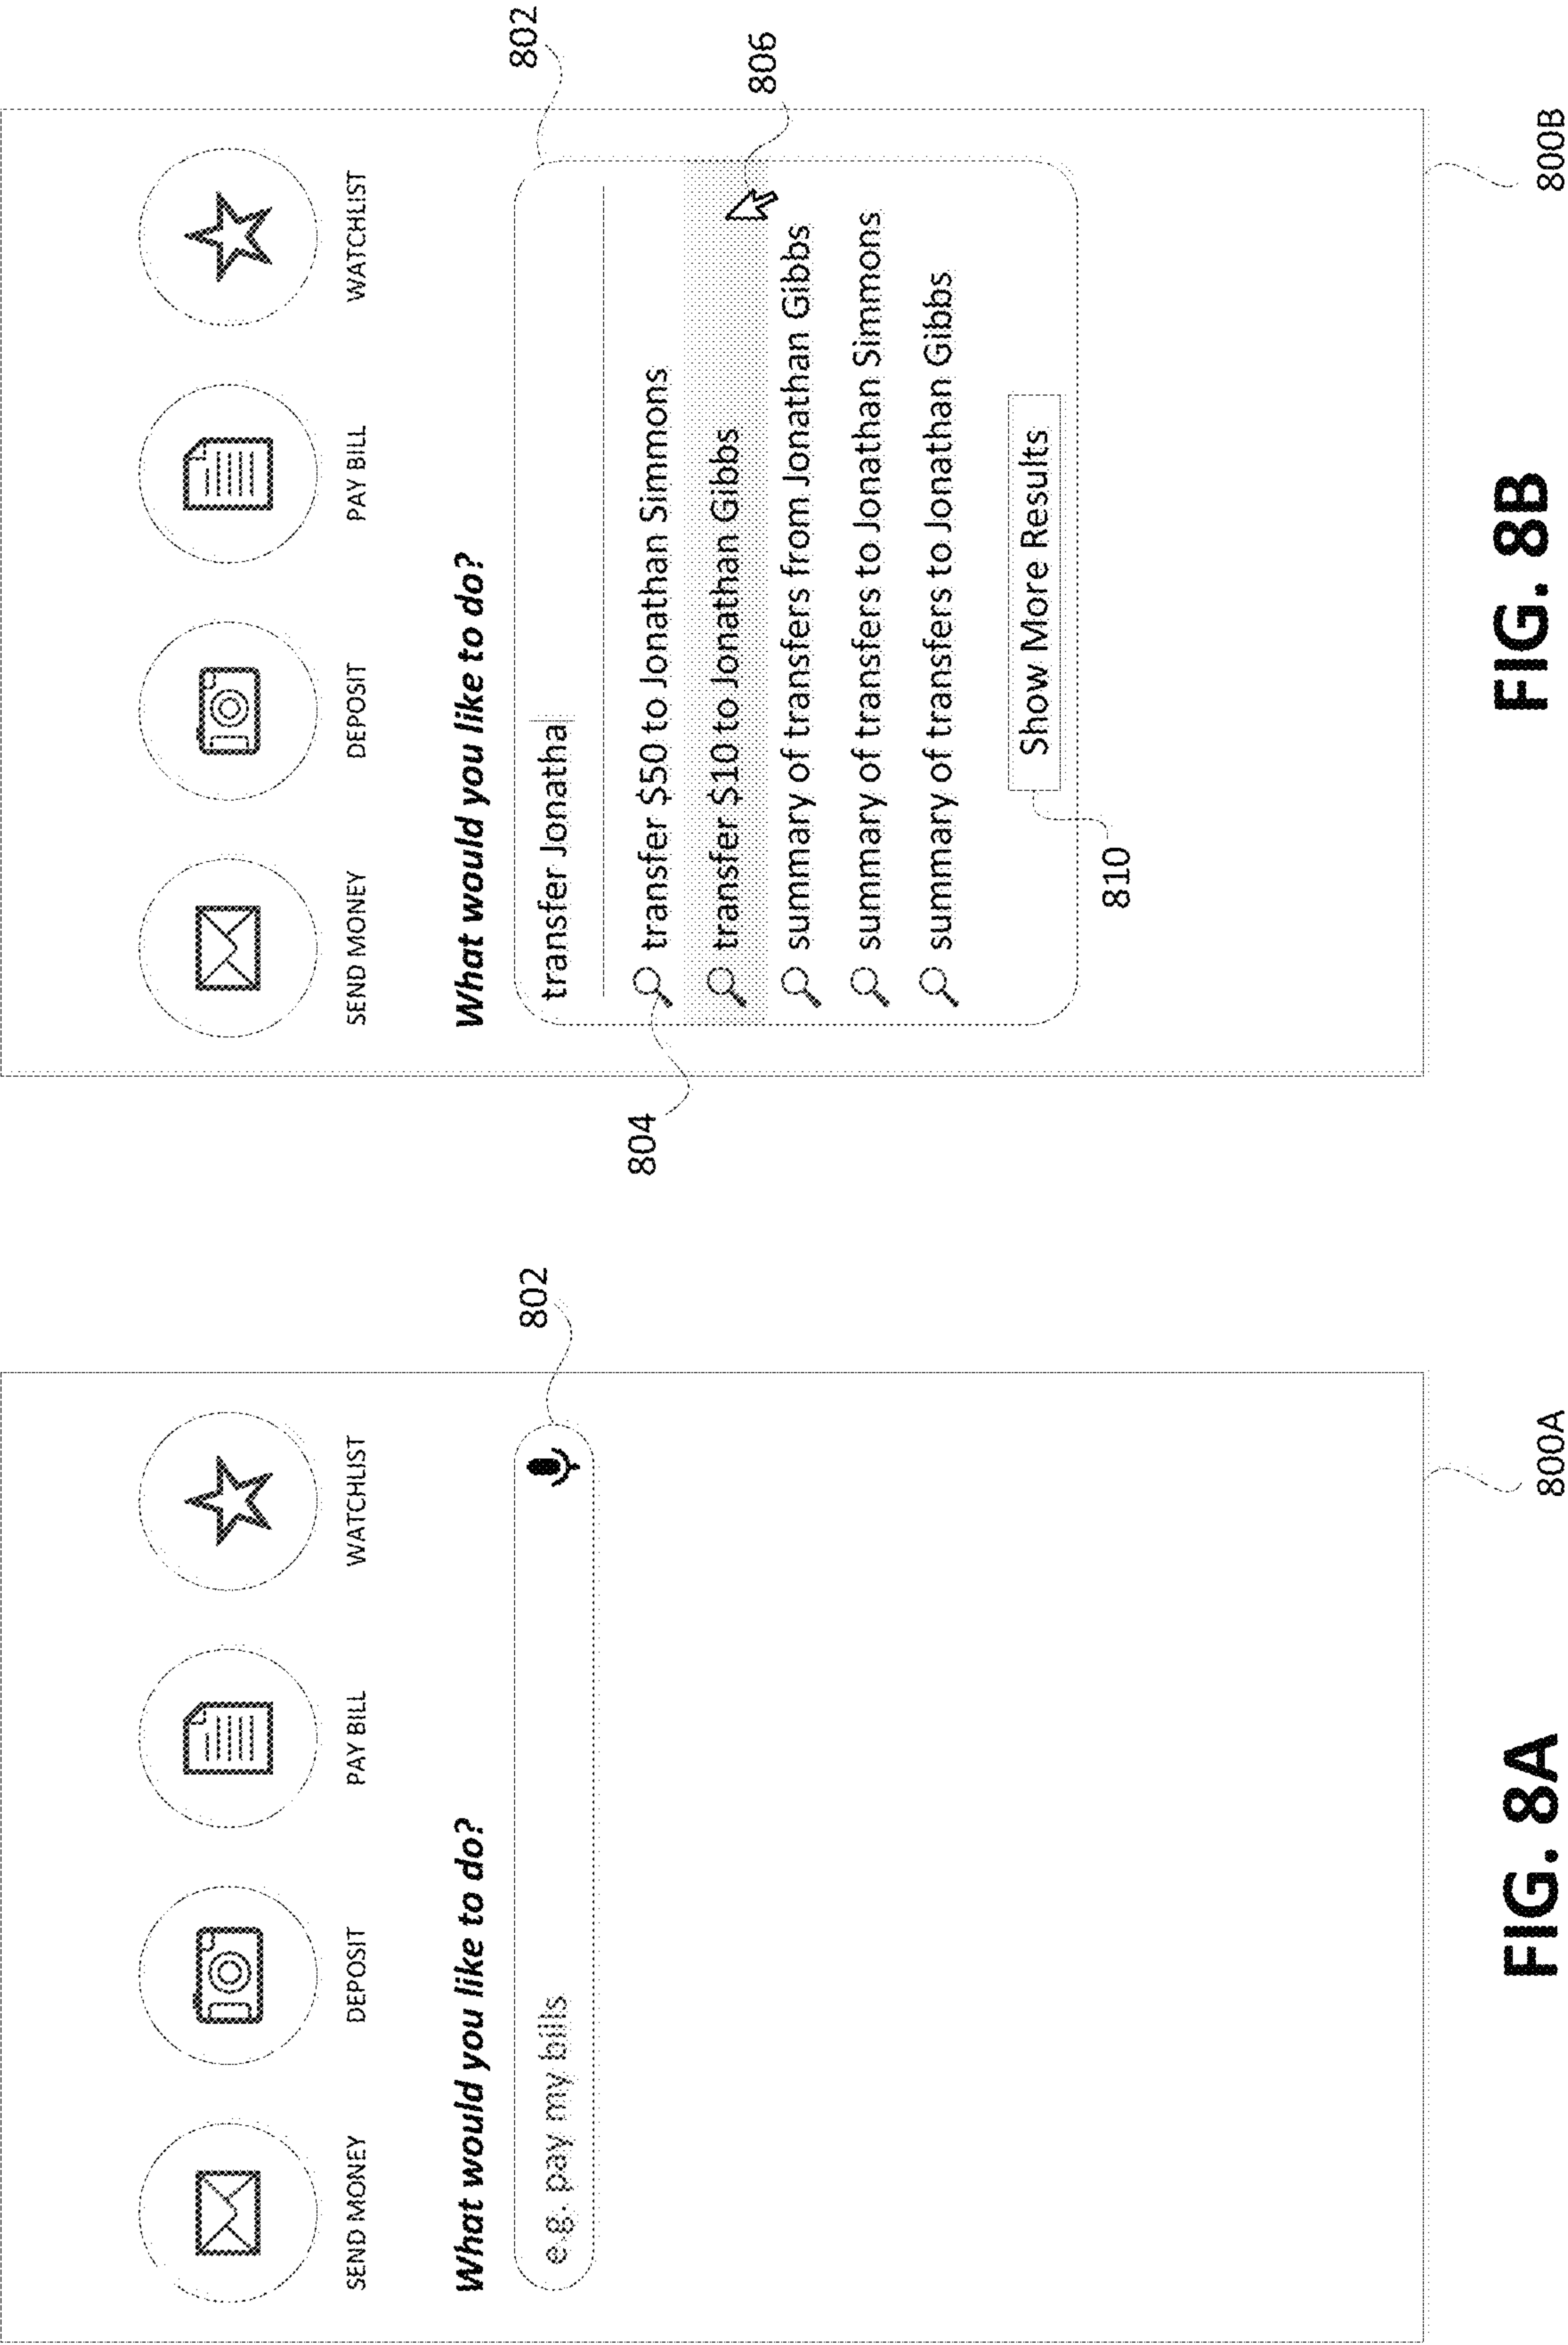 SEND MONEY
DEPOSIT
PAY BILL
WATCHLIST
What would you like to do?
e.g. pay my bills
802
800A
FIG. 8A
SEND MONEY
DEPOSIT
PAY BILL
WATCHLIST
What would you like to do?
802
transfer Jonatha
804
transfer $50 to Jonathan Simmons
transfer $10 to Jonathan Gibbs
806
summary of transfers from Jonathan Gibbs
summary of transfers to Jonathan Simmons
summary of transfers to Jonathan Gibbs
Show More Results
810
800B
FIG. 8B